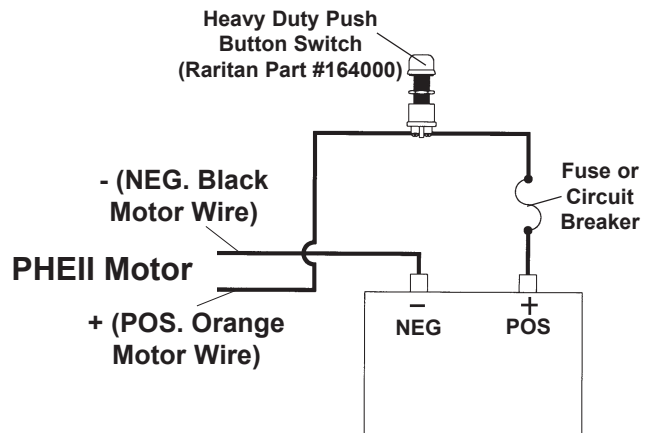 Heavy Duty Push
Button Switch
(Raritan Part #164000)
- (NEG. Black
Motor Wire)
Fuse or
Circuit
Breaker
PHEII Motor
+ (POS. Orange
Motor Wire)
− +
NEG POS